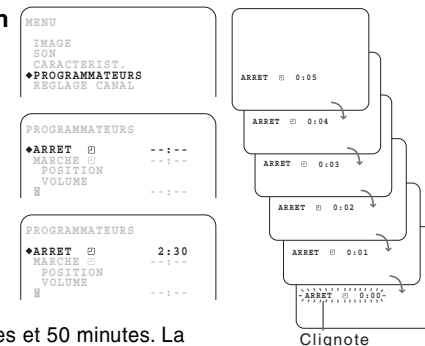 n
MENU
IMAGE
SON
CARACTERIST.
◆PROGRAMMATEURS
REGLAGE CANAL
PROGRAMMATEURS
◆ARRET --:--
MARCHE --:--
POSITION
VOLUME
--:--
PROGRAMMATEURS
◆ARRET 2:30
MARCHE --:--
POSITION
VOLUME
--:--
es et 50 minutes. La
ARRET 0:05
ARRET 0:04
ARRET 0:03
ARRET 0:02
ARRET 0:01
ARRET 0:00
Clignote